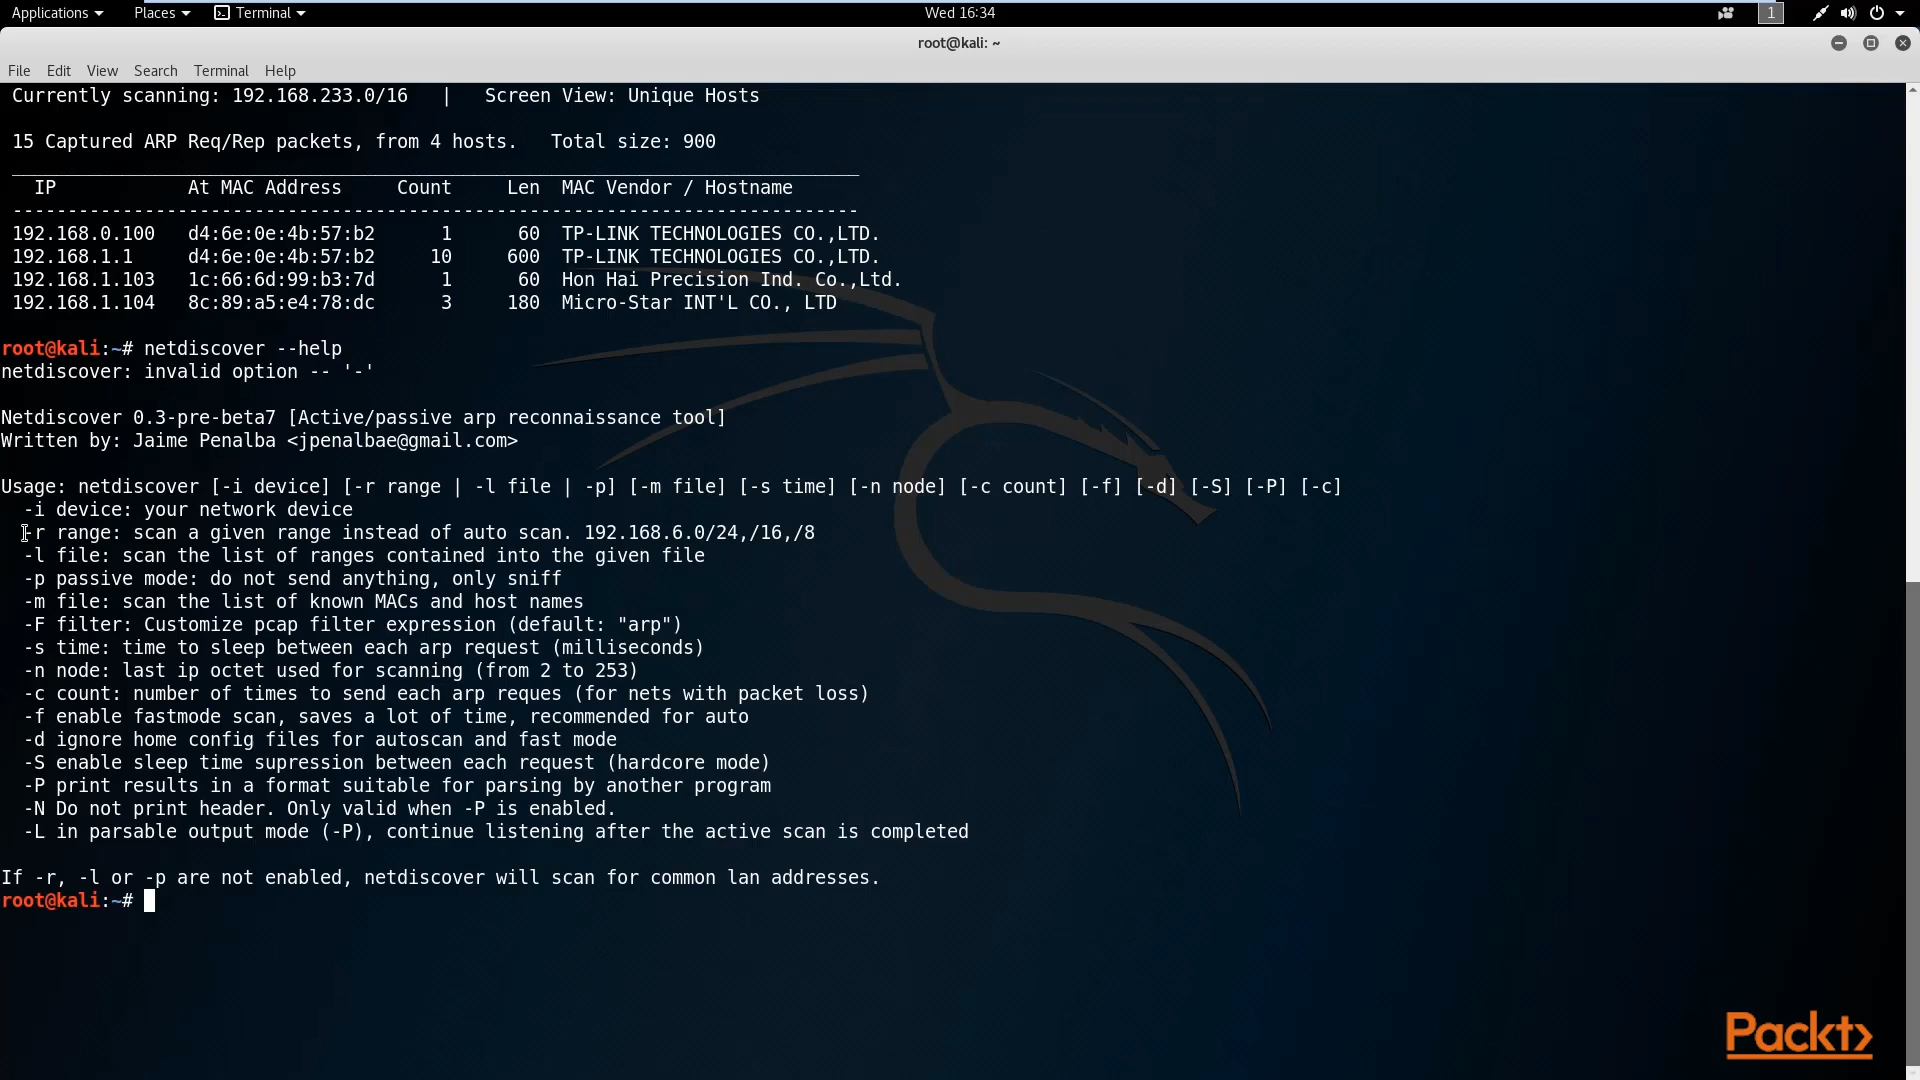 Applications Places Terminal Wed 16:34 1
root@kali: ~
File Edit View Search Terminal Help
Currently scanning: 192.168.233.0/16 | Screen View: Unique Hosts
15 Captured ARP Req/Rep packets, from 4 hosts. Total size: 900
_____________________________________________________________________________
IP At MAC Address Count Len MAC Vendor / Hostname
-----------------------------------------------------------------------------
192.168.0.100 d4:6e:0e:4b:57:b2 1 60 TP-LINK TECHNOLOGIES CO.,LTD.
192.168.1.1 d4:6e:0e:4b:57:b2 10 600 TP-LINK TECHNOLOGIES CO.,LTD.
192.168.1.103 1c:66:6d:99:b3:7d 1 60 Hon Hai Precision Ind. Co.,Ltd.
192.168.1.104 8c:89:a5:e4:78:dc 3 180 Micro-Star INT'L CO., LTD
root@kali:~# netdiscover --help
netdiscover: invalid option -- '-'
Netdiscover 0.3-pre-beta7 [Active/passive arp reconnaissance tool]
Written by: Jaime Penalba <jpenalbae@gmail.com>
Usage: netdiscover [-i device] [-r range | -l file | -p] [-m file] [-s time] [-n node] [-c count] [-f] [-d] [-S] [-P] [-c]
-i device: your network device
-r range: scan a given range instead of auto scan. 192.168.6.0/24,/16,/8
-l file: scan the list of ranges contained into the given file
-p passive mode: do not send anything, only sniff
-m file: scan the list of known MACs and host names
-F filter: Customize pcap filter expression (default: "arp")
-s time: time to sleep between each arp request (milliseconds)
-n node: last ip octet used for scanning (from 2 to 253)
-c count: number of times to send each arp reques (for nets with packet loss)
-f enable fastmode scan, saves a lot of time, recommended for auto
-d ignore home config files for autoscan and fast mode
-S enable sleep time supression between each request (hardcore mode)
-P print results in a format suitable for parsing by another program
-N Do not print header. Only valid when -P is enabled.
-L in parsable output mode (-P), continue listening after the active scan is completed
If -r, -l or -p are not enabled, netdiscover will scan for common lan addresses.
root@kali:~#
Packt>